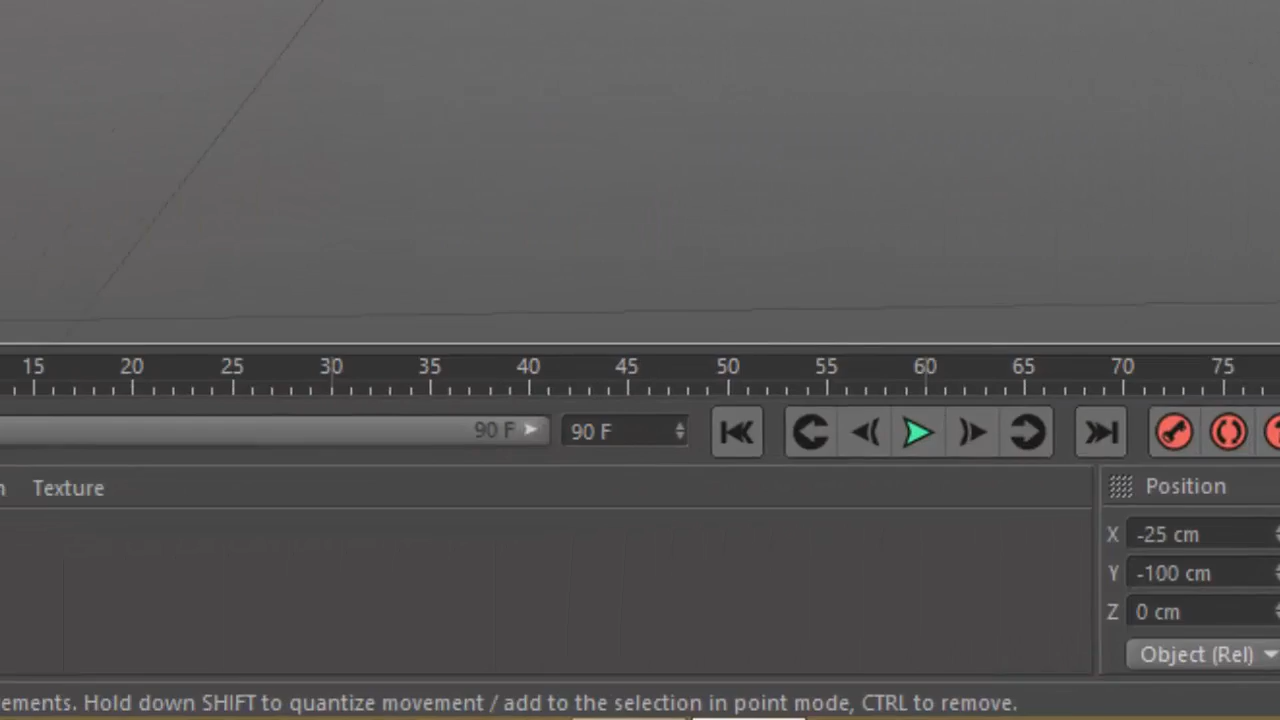 15 20 25 30 35 40 45 50 55 60 65 70 75
90 F 90 F
Texture
Position
X -25 cm
Y -100 cm
Z 0 cm
Object (Rel)
ements. Hold down SHIFT to quantize movement / add to the selection in point mode, CTRL to remove.